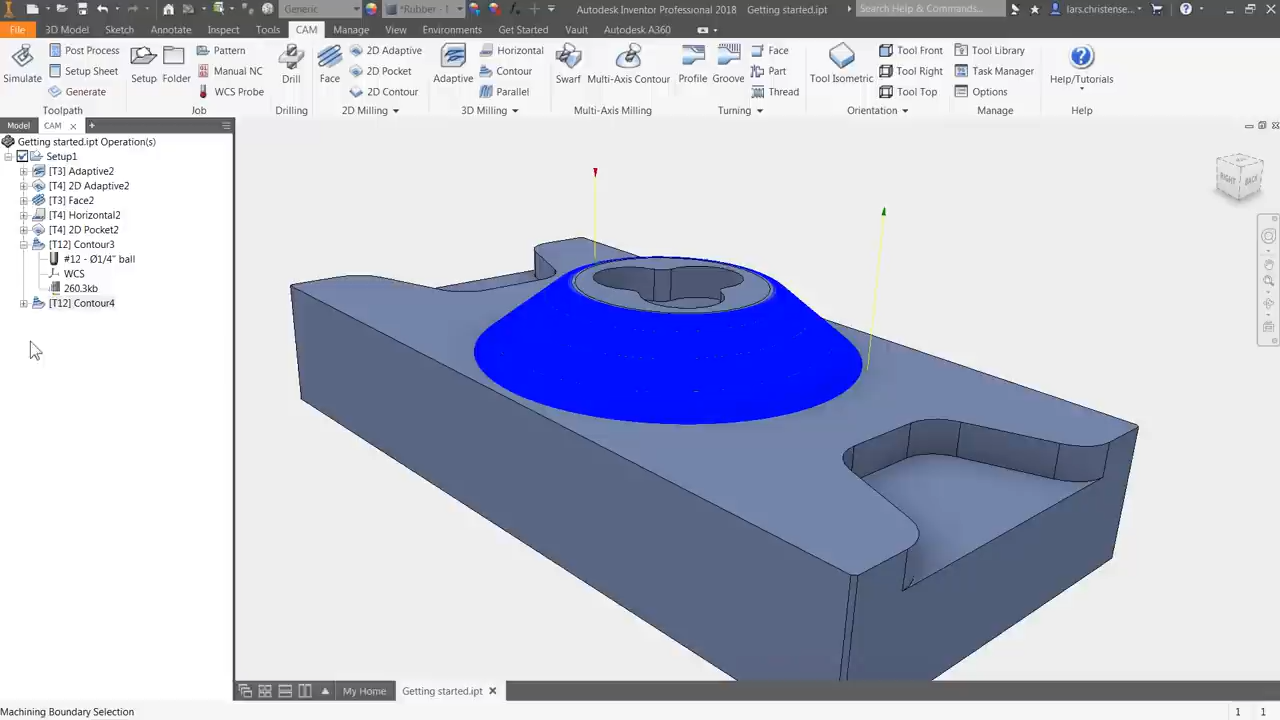 Generic
*Rubber - 1
Autodesk Inventor Professional 2018 Getting started.ipt
Search Help & Commands...
lars.christense...
File 3D Model Sketch Annotate Inspect Tools CAM Manage View Environments Get Started Vault Autodesk A360
Simulate
Post Process
Setup Sheet
Generate
Toolpath
Setup
Folder
Pattern
Manual NC
WCS Probe
Job
Drill
Drilling
Face
2D Adaptive
2D Pocket
2D Contour
2D Milling
Adaptive
Horizontal
Contour
Parallel
3D Milling
Swarf
Multi-Axis Contour
Multi-Axis Milling
Profile
Groove
Face
Part
Thread
Turning
Tool Isometric
Tool Front
Tool Right
Tool Top
Orientation
Tool Library
Task Manager
Options
Manage
Help/Tutorials
Help
Model CAM
Getting started.ipt Operation(s)
Setup1
[T3] Adaptive2
[T4] 2D Adaptive2
[T3] Face2
[T4] Horizontal2
[T4] 2D Pocket2
[T12] Contour3
#12 - Ø1/4" ball
WCS
260.3kb
[T12] Contour4
RIGHT BACK
My Home
Getting started.ipt
Machining Boundary Selection
1 1